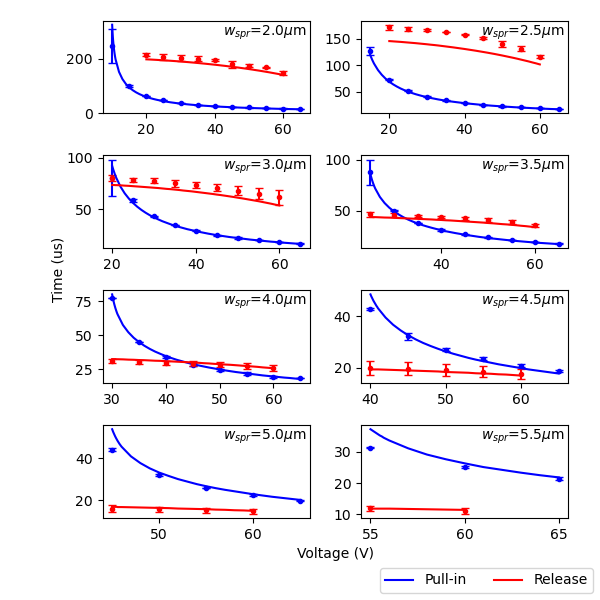 w_spr=2.0μm
w_spr=2.5μm
200
0
20 40 60
150
100
50
20 40 60
w_spr=3.0μm
w_spr=3.5μm
100
50
20 40 60
100
50
40 60
Time (us)
w_spr=4.0μm
w_spr=4.5μm
75
50
25
30 40 50 60
40
20
40 50 60
w_spr=5.0μm
w_spr=5.5μm
40
20
50 60
30
20
10
55 60 65
Voltage (V)
Pull-in Release